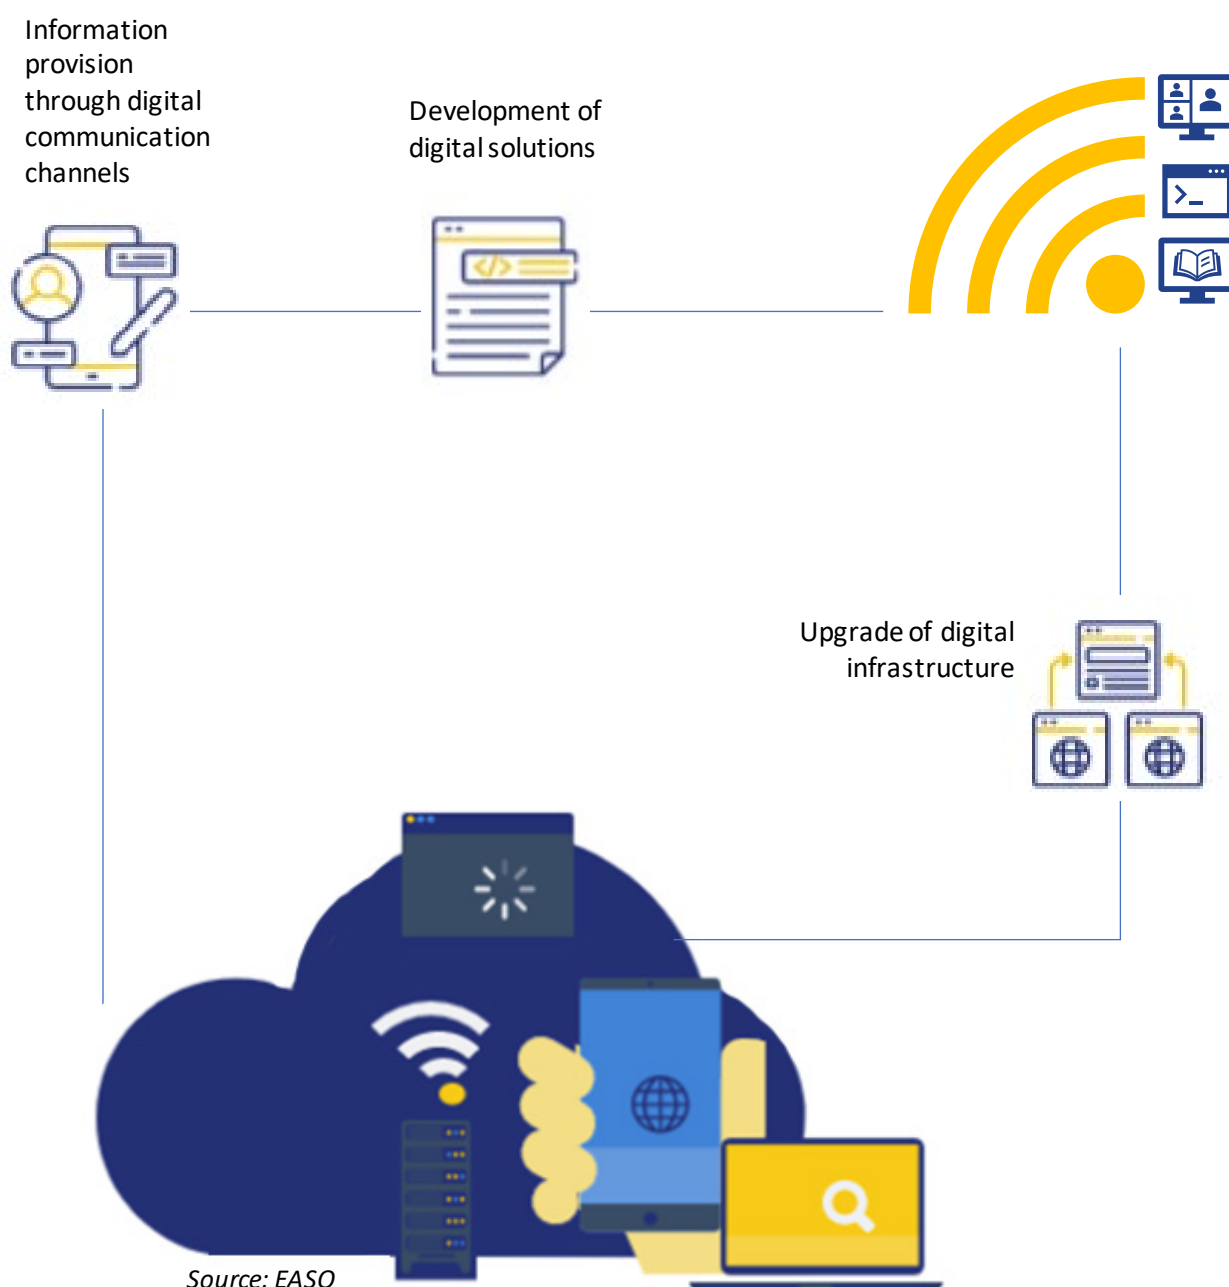 Information
provision
through digital
communication
channels
Development of
digital solutions
Upgrade of digital
infrastructure
Source: EASO